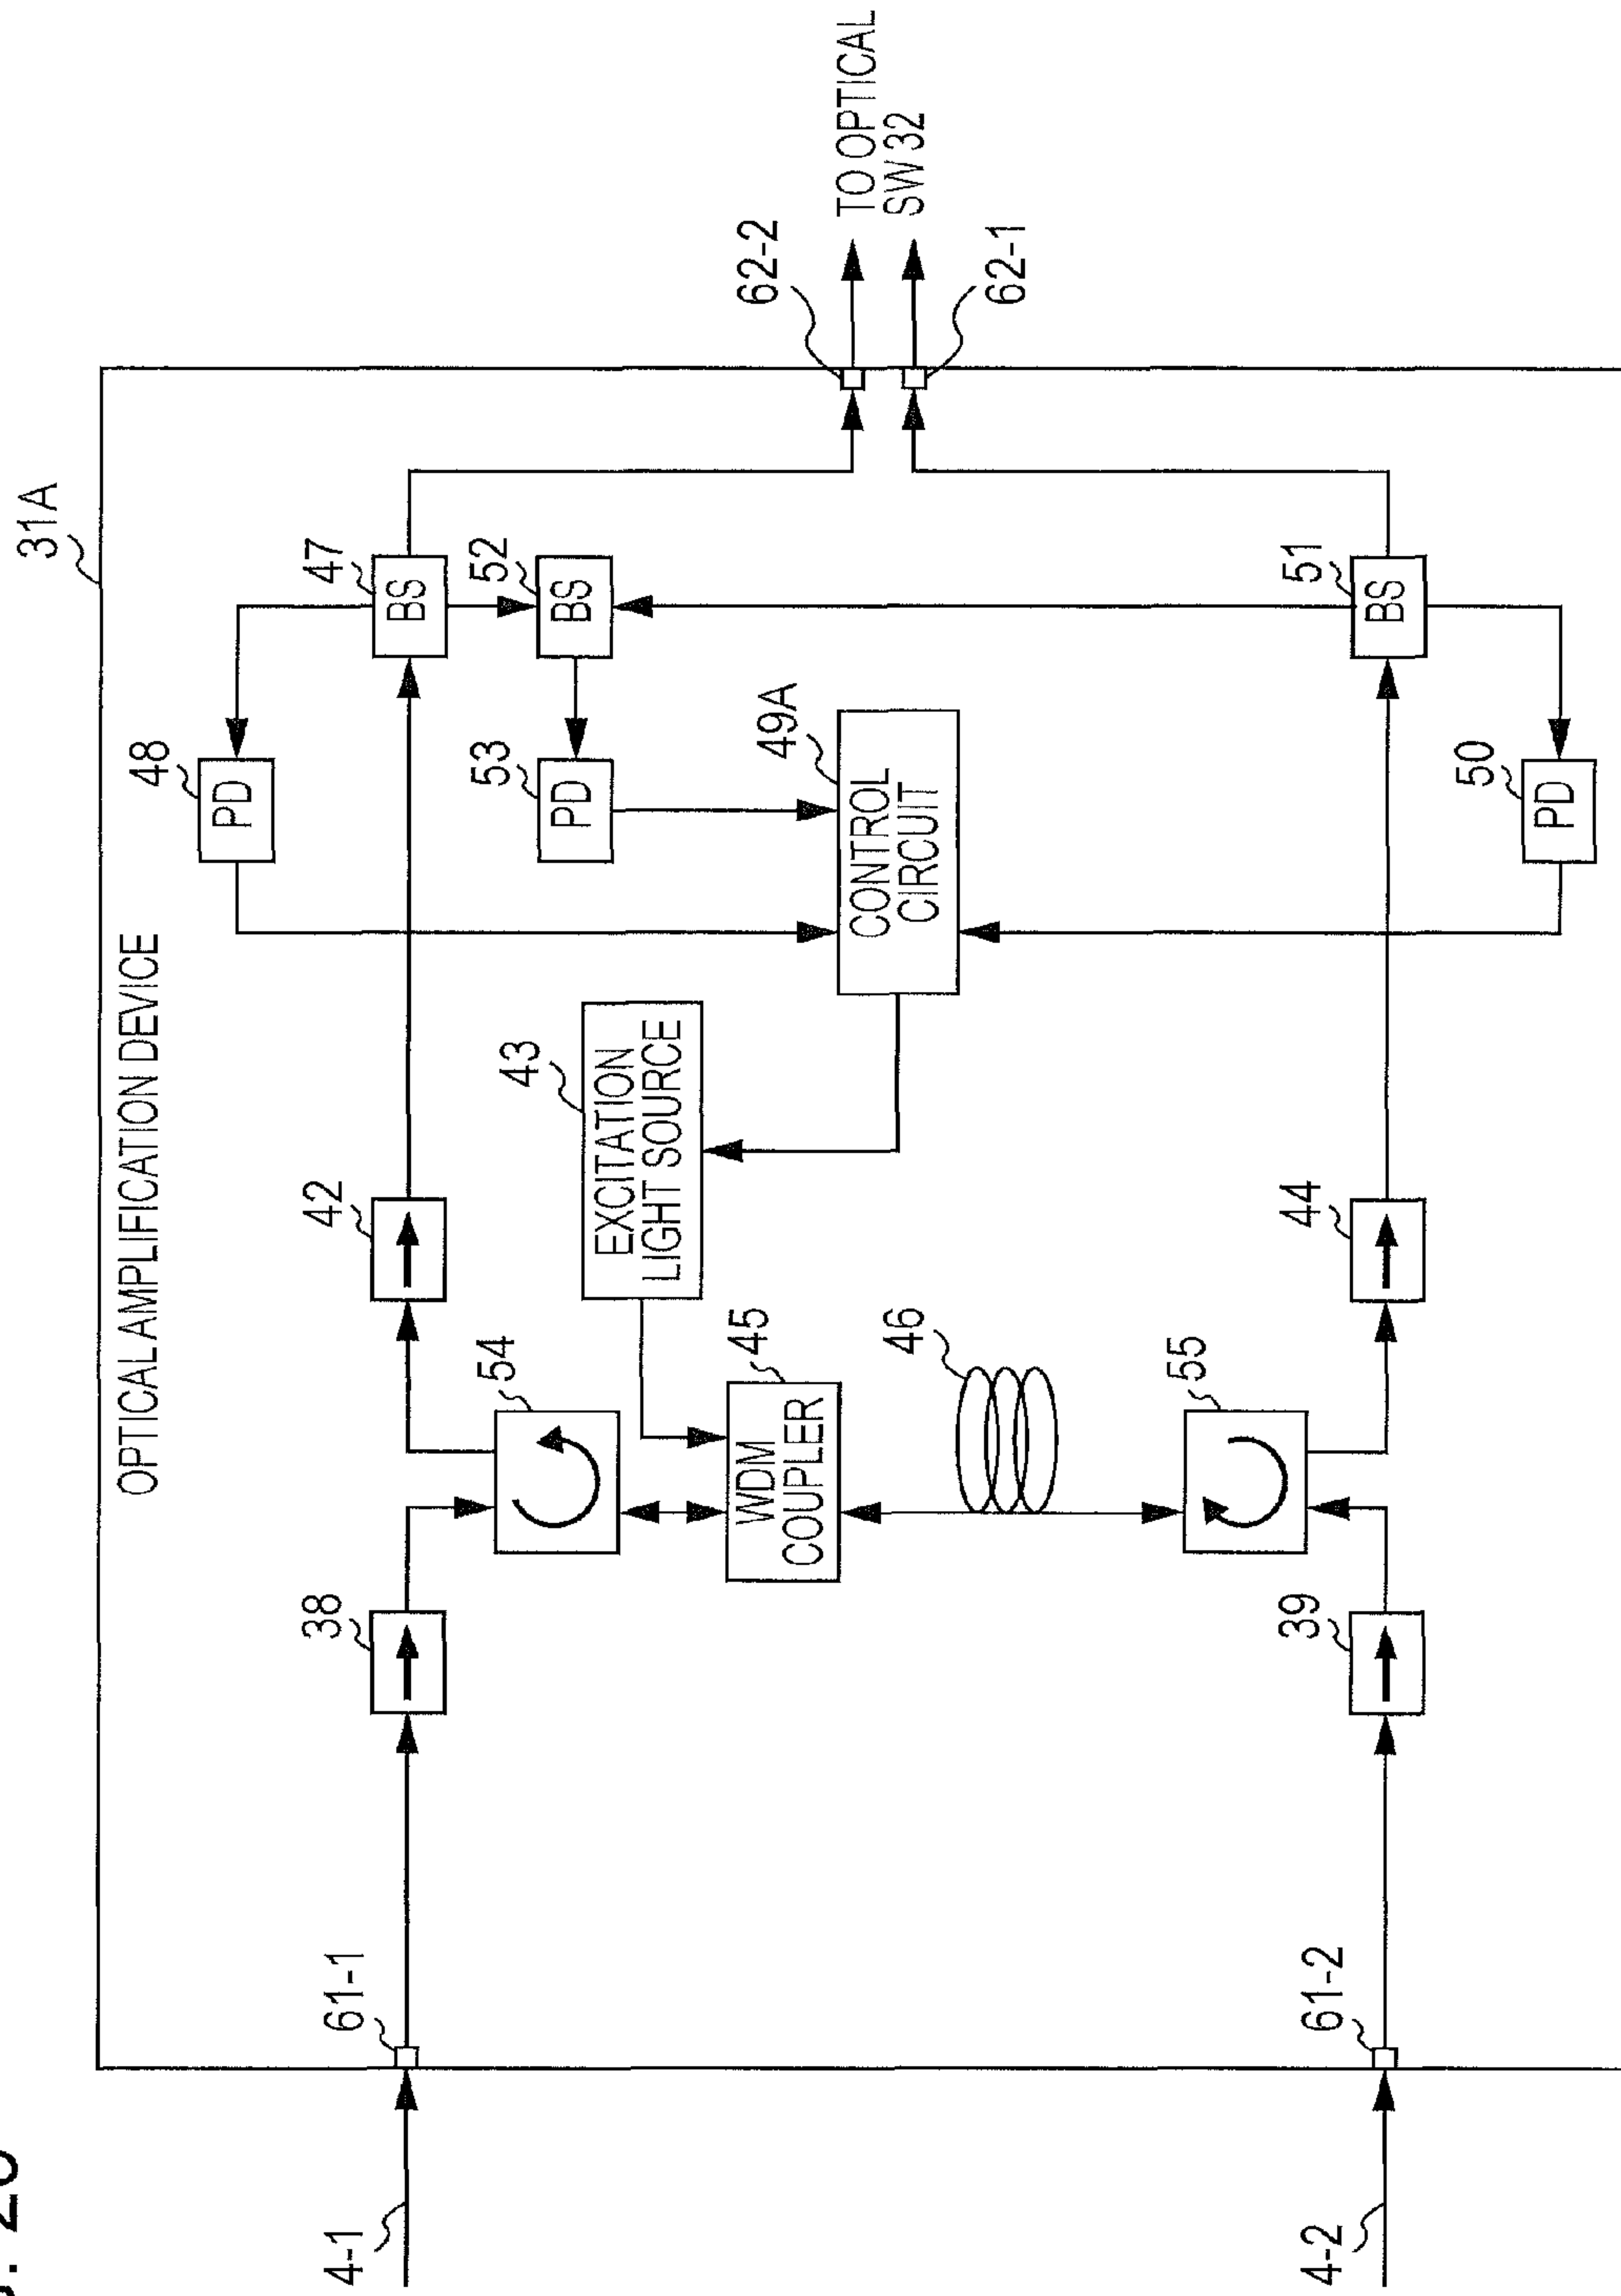 31A
OPTICAL AMPLIFICATION DEVICE
48
PD
47
BS
52
BS
53
PD
42
38
54
43
EXCITATION
LIGHT SOURCE
49A
CONTROL
CIRCUIT
62-2
TO OPTICAL
SW 32
62-1
45
WDM
COUPLER
46
55
51
BS
50
PD
44
39
61-1
4-1
61-2
4-2